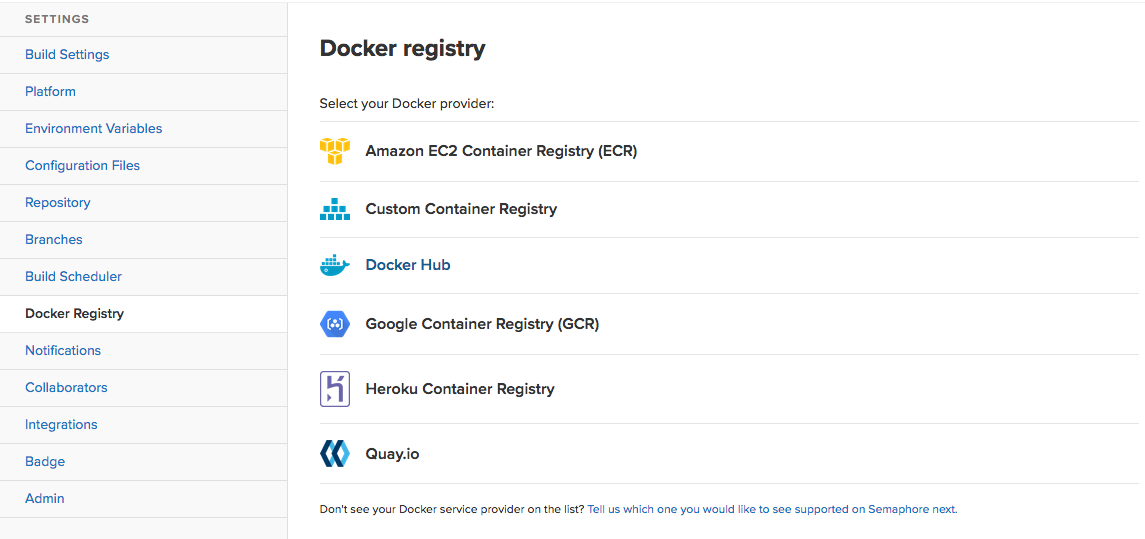 SETTINGS
Build Settings
Platform
Environment Variables
Configuration Files
Repository
Branches
Build Scheduler
Docker Registry
Notifications
Collaborators
Integrations
Badge
Admin
Docker registry
Select your Docker provider:
Amazon EC2 Container Registry (ECR)
Custom Container Registry
Docker Hub
Google Container Registry (GCR)
Heroku Container Registry
Quay.io
Don't see your Docker service provider on the list? Tell us which one you would like to see supported on Semaphore next.